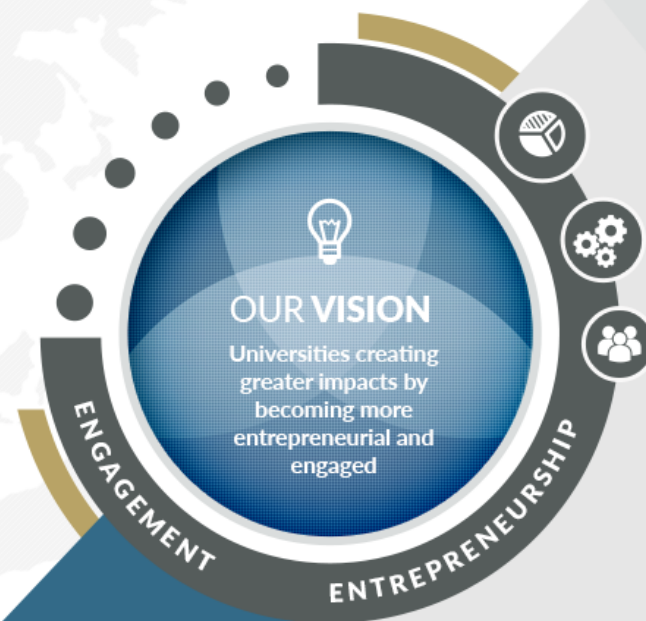 OUR VISION
Universities creating
greater impacts by
becoming more
entrepreneurial and
engaged
ENGAGEMENT
ENTREPRENEURSHIP